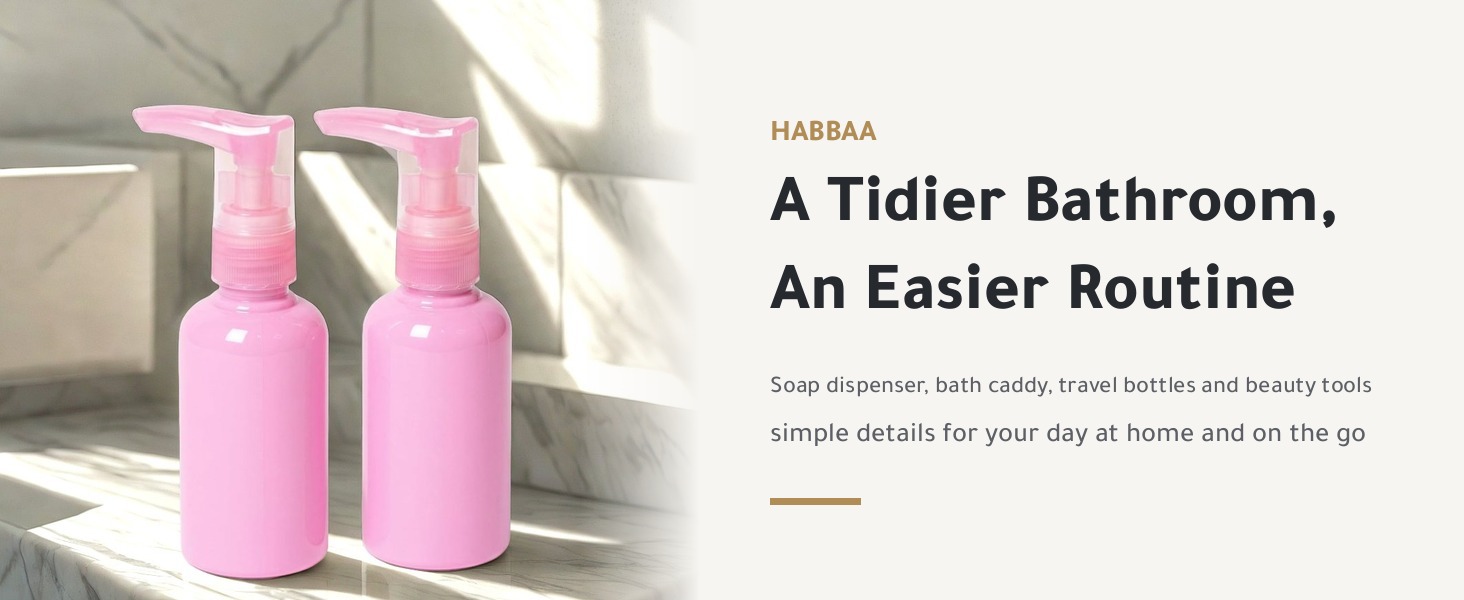 HABBAA
A Tidier Bathroom,
An Easier Routine
Soap dispenser, bath caddy, travel bottles and beauty tools
simple details for your day at home and on the go